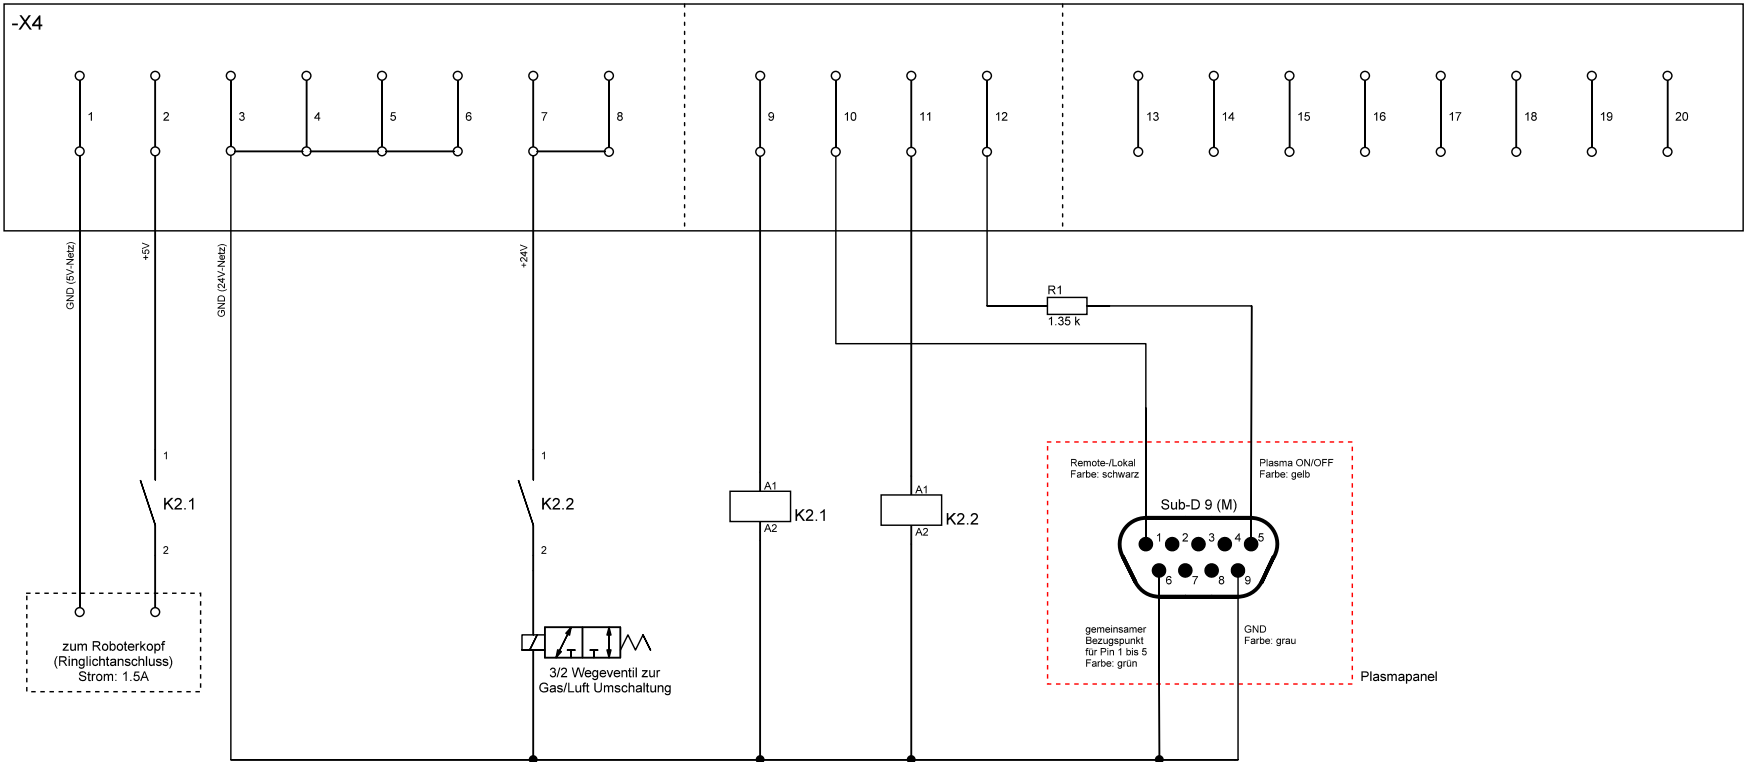 -X4
1
2
3
4
5
6
7
8
9
10
11
12
13
14
15
16
17
18
19
20
GND (5V-Netz)
+5V
GND (24V-Netz)
+24V
R1
1.35 k
1
K2.1
2
1
K2.2
2
A1
K2.1
A2
A1
K2.2
A2
Remote-/Lokal
Farbe: schwarz
Plasma ON/OFF
Farbe: gelb
Sub-D 9 (M)
1
2
3
4
5
6
7
8
9
gemeinsamer
Bezugspunkt
für Pin 1 bis 5
Farbe: grün
GND
Farbe: grau
Plasmapanel
zum Roboterkopf
(Ringlichtanschluss)
Strom: 1.5A
3/2 Wegeventil zur
Gas/Luft Umschaltung